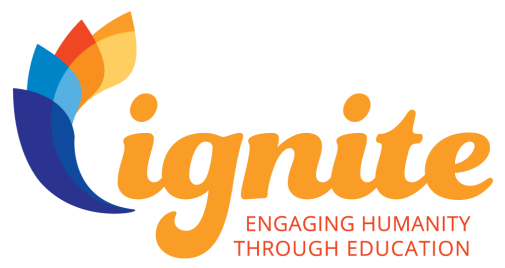 ignite
ENGAGING HUMANITY
THROUGH EDUCATION